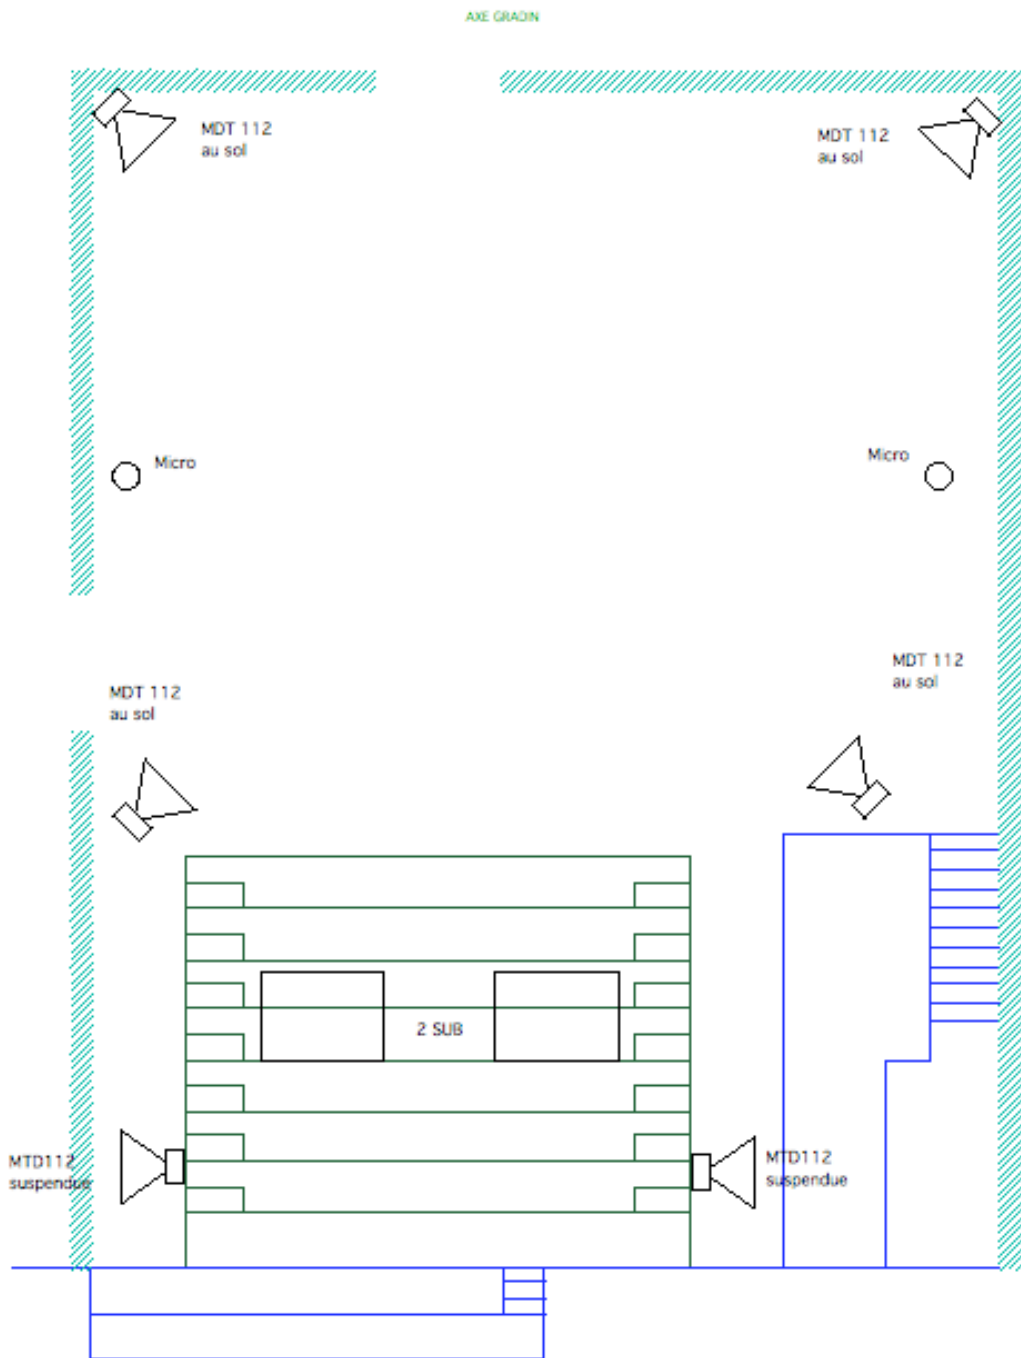 AXE GRADIN
MDT 112
au sol
MDT 112
au sol
Micro
Micro
MDT 112
au sol
MDT 112
au sol
2 SUB
MTD112
suspendue
MTD112
suspendue